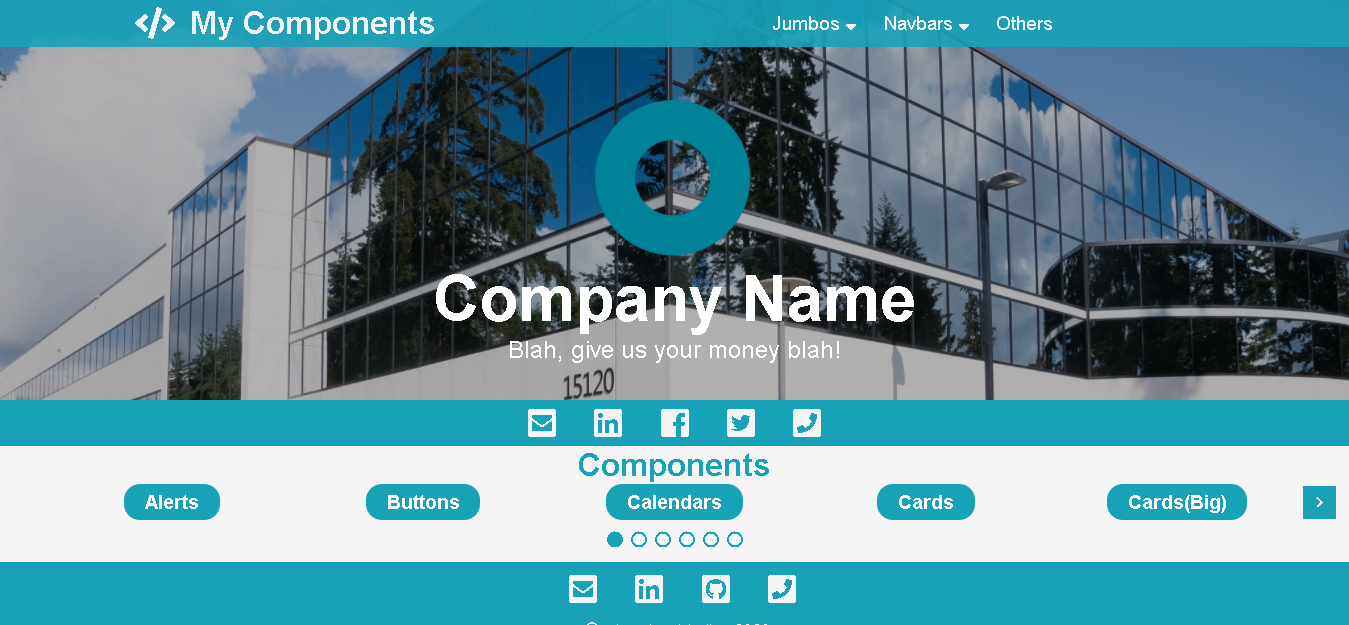 My Components
Jumbos Navbars Others
Company Name
Blah, give us your money blah!
15120
Components
Alerts Buttons Calendars Cards Cards(Big)